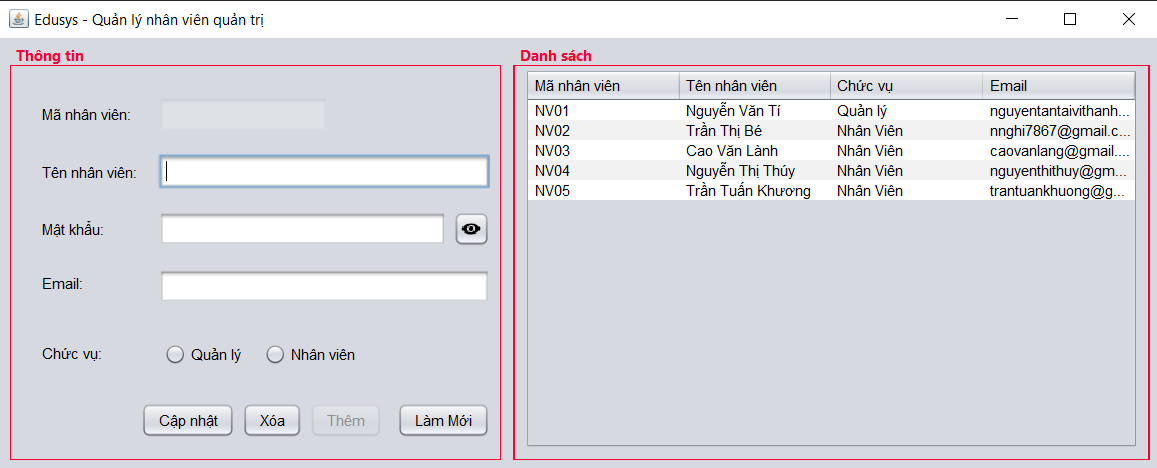 Edusys - Quản lý nhân viên quản trị
Thông tin
Mã nhân viên:
Tên nhân viên:
Mật khẩu:
Email:
Chức vụ: Quản lý Nhân viên
Cập nhật Xóa Thêm Làm Mới
Danh sách
Mã nhân viên Tên nhân viên Chức vụ Email
NV01 Nguyễn Văn Tí Quản lý nguyentantaivithanh...
NV02 Trần Thị Bé Nhân Viên nnghi7867@gmail.c...
NV03 Cao Văn Lành Nhân Viên caovanlang@gmail....
NV04 Nguyễn Thị Thúy Nhân Viên nguyenthithuy@gm...
NV05 Trần Tuấn Khương Nhân Viên trantuankhuong@g...